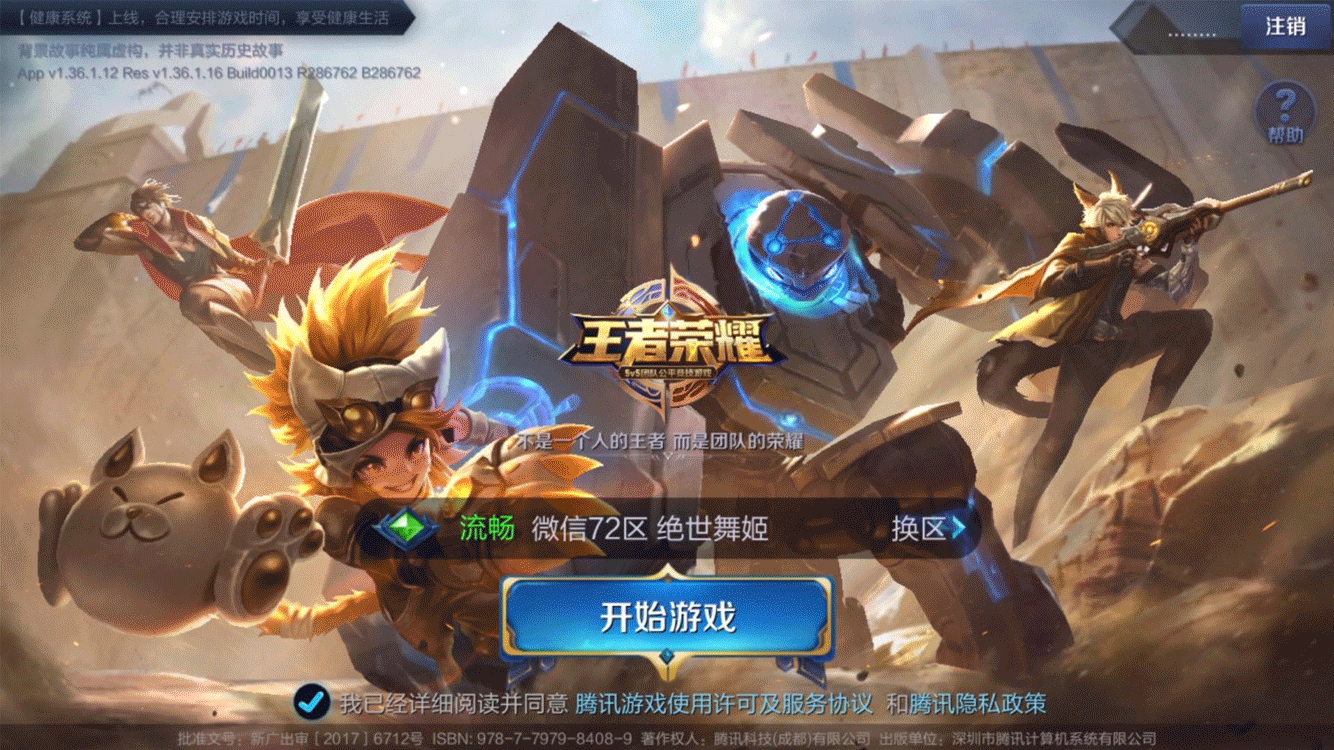 【健康系统】上线，合理安排游戏时间，享受健康生活
注销
背景故事纯属虚构，并非真实历史故事
App v1.36.1.12 Res v1.36.1.16 Build0013 R286762 B286762
?
帮助
王者荣耀
5v5团队公平竞技游戏
不是一个人的王者 而是团队的荣耀
流畅 微信72区 绝世舞姬 换区
开始游戏
我已经详细阅读并同意 腾讯游戏使用许可及服务协议 和腾讯隐私政策
批准文号：新广出审［2017］6712号 ISBN: 978-7-7979-8408-9 著作权人：腾讯科技(成都)有限公司 出版单位：深圳市腾讯计算机系统有限公司